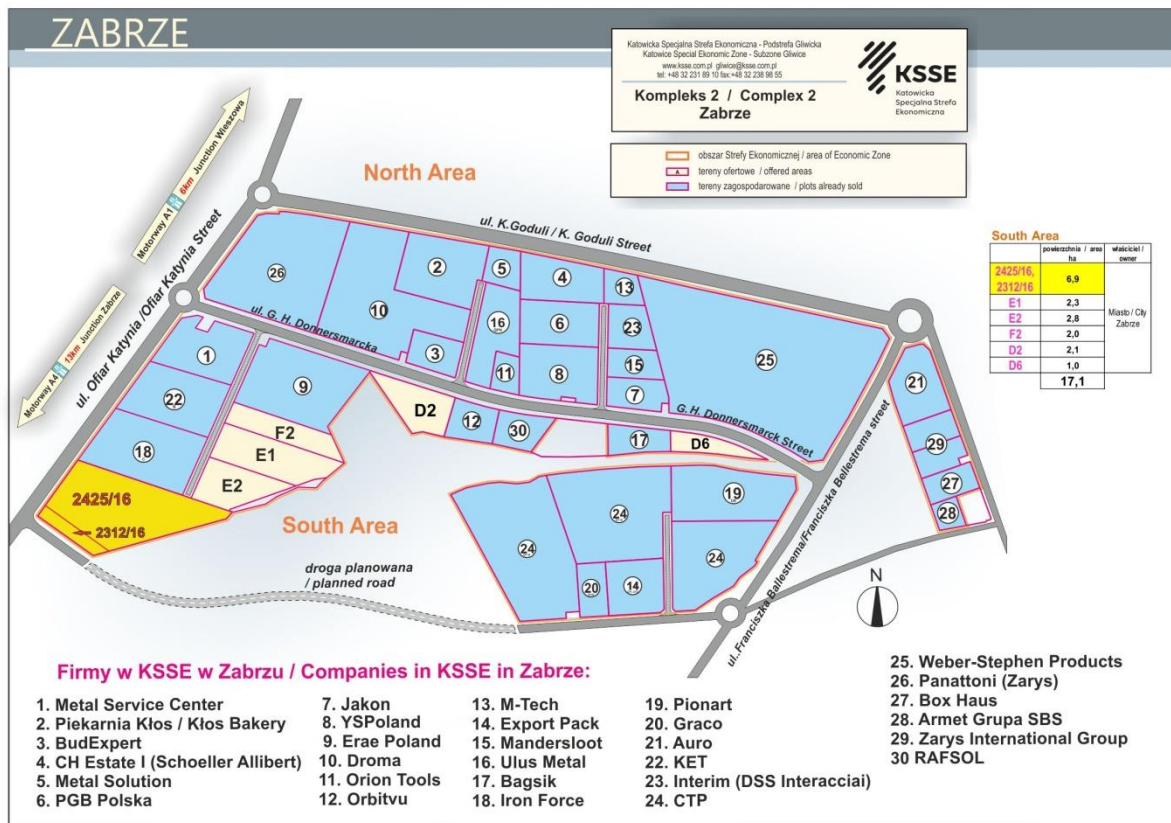 ZABRZE
Katowicka Specjalna Strefa Ekonomiczna - Podstrefa Gliwicka
Katowice Special Ekonomic Zone - Subzone Gliwice
www.ksse.com.pl gliwice@ksse.com.pl
tel: +48 32 231 89 10 fax:+48 32 238 98 55
Kompleks 2 / Complex 2
Zabrze
KSSE
Katowicka
Specjalna Strefa
Ekonomiczna
obszar Strefy Ekonomicznej / area of Economic Zone
A
tereny ofertowe / offered areas
tereny zagospodarowane / plots already sold
Motorway A1 6km Junction Wieszowa
Motorway A4 13km Junction Zabrze
ul. Ofiar Katynia /Ofiar Katynia Street
North Area
ul. K.Goduli / K. Goduli Street
ul. G. H. Donnersmarcka
G. H. Donnersmarck Street
26
2
5
4
13
10
16
6
23
25
3
11
8
15
7
1
22
18
9
F2
E1
E2
D2
12
30
17
D6
21
29
27
28
2425/16
2312/16
South Area
24
24
19
20
14
24
droga planowana
/ planned road
ul..Franciszka Ballestrema/Franciszka Ballestrema street
N
South Area
powierzchnia / area
ha
właściciel /
owner
2425/16,
2312/16
6,9
E1 2,3
E2 2,8
F2 2,0
D2 2,1
D6 1,0
17,1
Miasto / City
Zabrze
Firmy w KSSE w Zabrzu / Companies in KSSE in Zabrze:
1. Metal Service Center
2. Piekarnia Kłos / Kłos Bakery
3. BudExpert
4. CH Estate I (Schoeller Allibert)
5. Metal Solution
6. PGB Polska
7. Jakon
8. YSPoland
9. Erae Poland
10. Droma
11. Orion Tools
12. Orbitvu
13. M-Tech
14. Export Pack
15. Mandersloot
16. Ulus Metal
17. Bagsik
18. Iron Force
19. Pionart
20. Graco
21. Auro
22. KET
23. Interim (DSS Interacciai)
24. CTP
25. Weber-Stephen Products
26. Panattoni (Zarys)
27. Box Haus
28. Armet Grupa SBS
29. Zarys International Group
30 RAFSOL